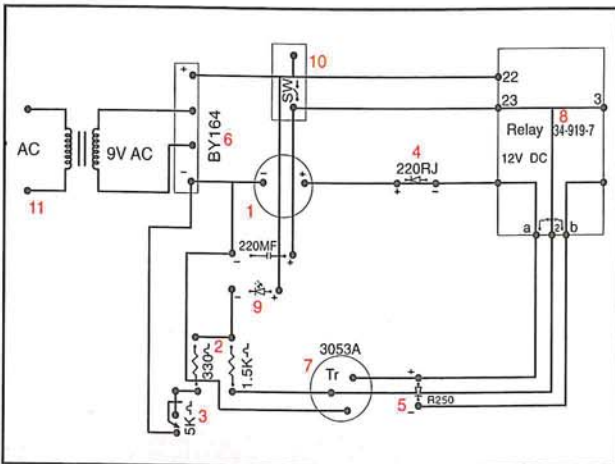 10
+
22
SW
23
3
8
AC
9V AC
BY164
6
Relay 34-919-7
4
220RJ
12V DC
-
-
+
+
-
11
1
a
2
b
220MF
-
+
-
+
9
3053A
2
330
1.5K
7
Tr
+
5
R250
-
3
5K